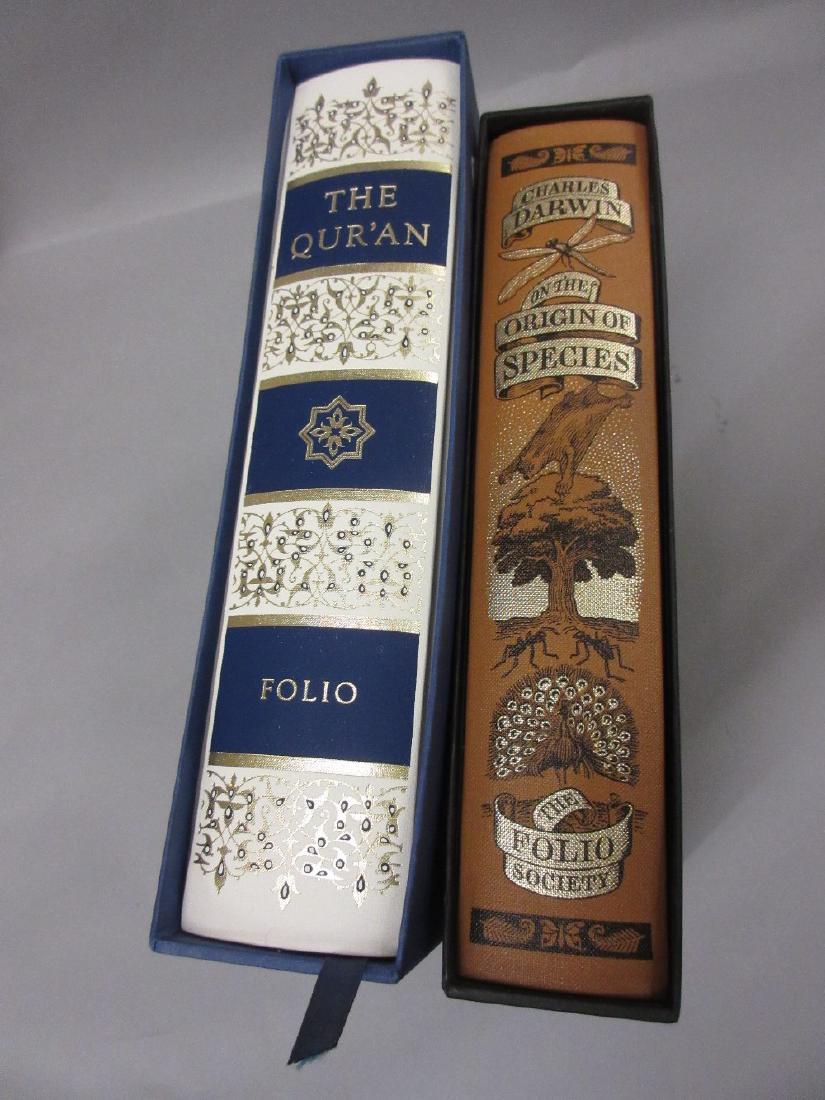 THE
QUR'AN
FOLIO
CHARLES
DARWIN
ON THE
ORIGIN OF
SPECIES
THE
FOLIO
SOCIETY